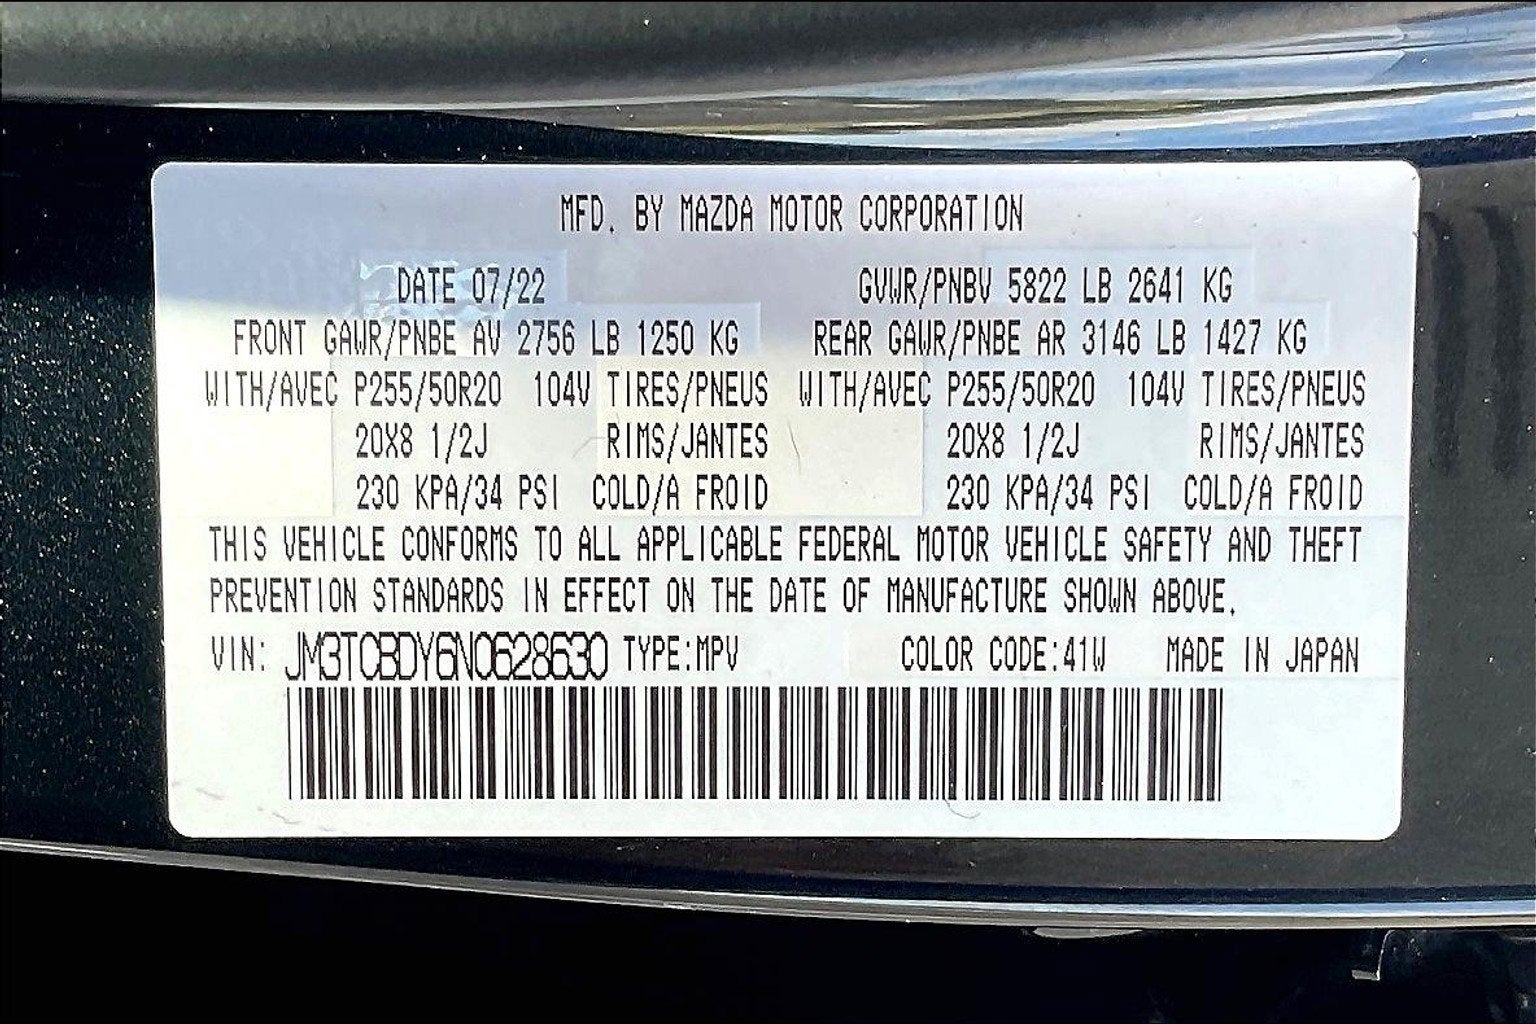 MFD. BY MAZDA MOTOR CORPORATION
DATE 07/22 GVWR/PNBV 5822 LB 2641 KG
FRONT GAWR/PNBE AV 2756 LB 1250 KG REAR GAWR/PNBE AR 3146 LB 1427 KG
WITH/AVEC P255/50R20 104V TIRES/PNEUS WITH/AVEC P255/50R20 104V TIRES/PNEUS
20X8 1/2J RIMS/JANTES 20X8 1/2J RIMS/JANTES
230 KPA/34 PSI COLD/A FROID 230 KPA/34 PSI COLD/A FROID
THIS VEHICLE CONFORMS TO ALL APPLICABLE FEDERAL MOTOR VEHICLE SAFETY AND THEFT
PREVENTION STANDARDS IN EFFECT ON THE DATE OF MANUFACTURE SHOWN ABOVE.
VIN: JM3TCBDY6N0628630 TYPE:MPV COLOR CODE:41W MADE IN JAPAN